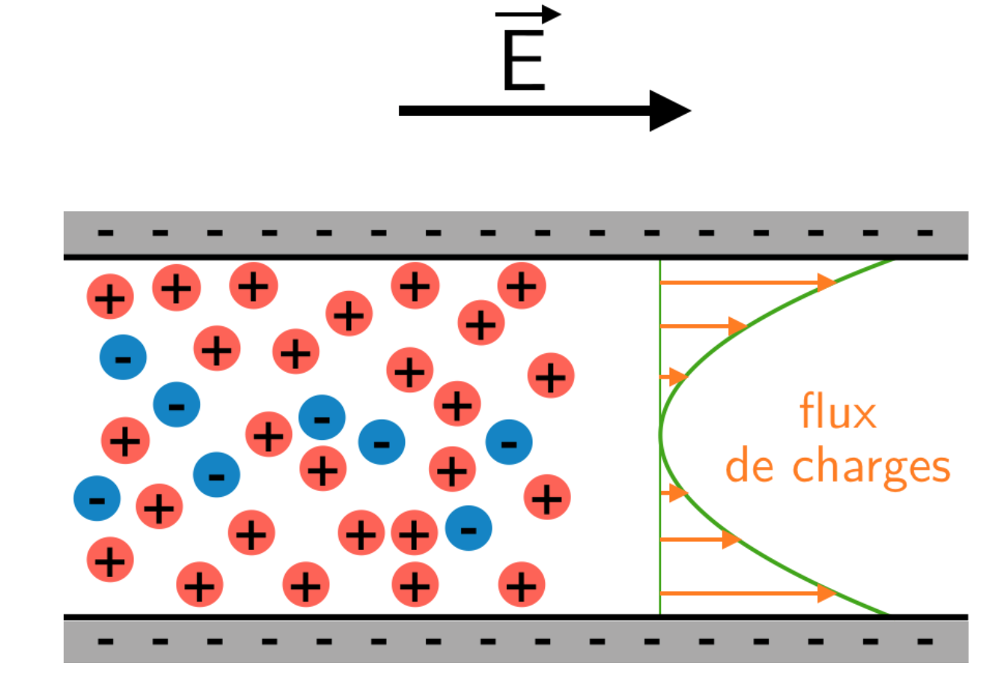 E
- - - - - - - - - - - - - - - -
+ + + + +
+ + +
+ + - + +
+ -
+ - +
+ + - - -
+ +
- +
- + +
+ + + -
+
+ + + +
flux
de charges
- - - - - - - - - - - - - - - -